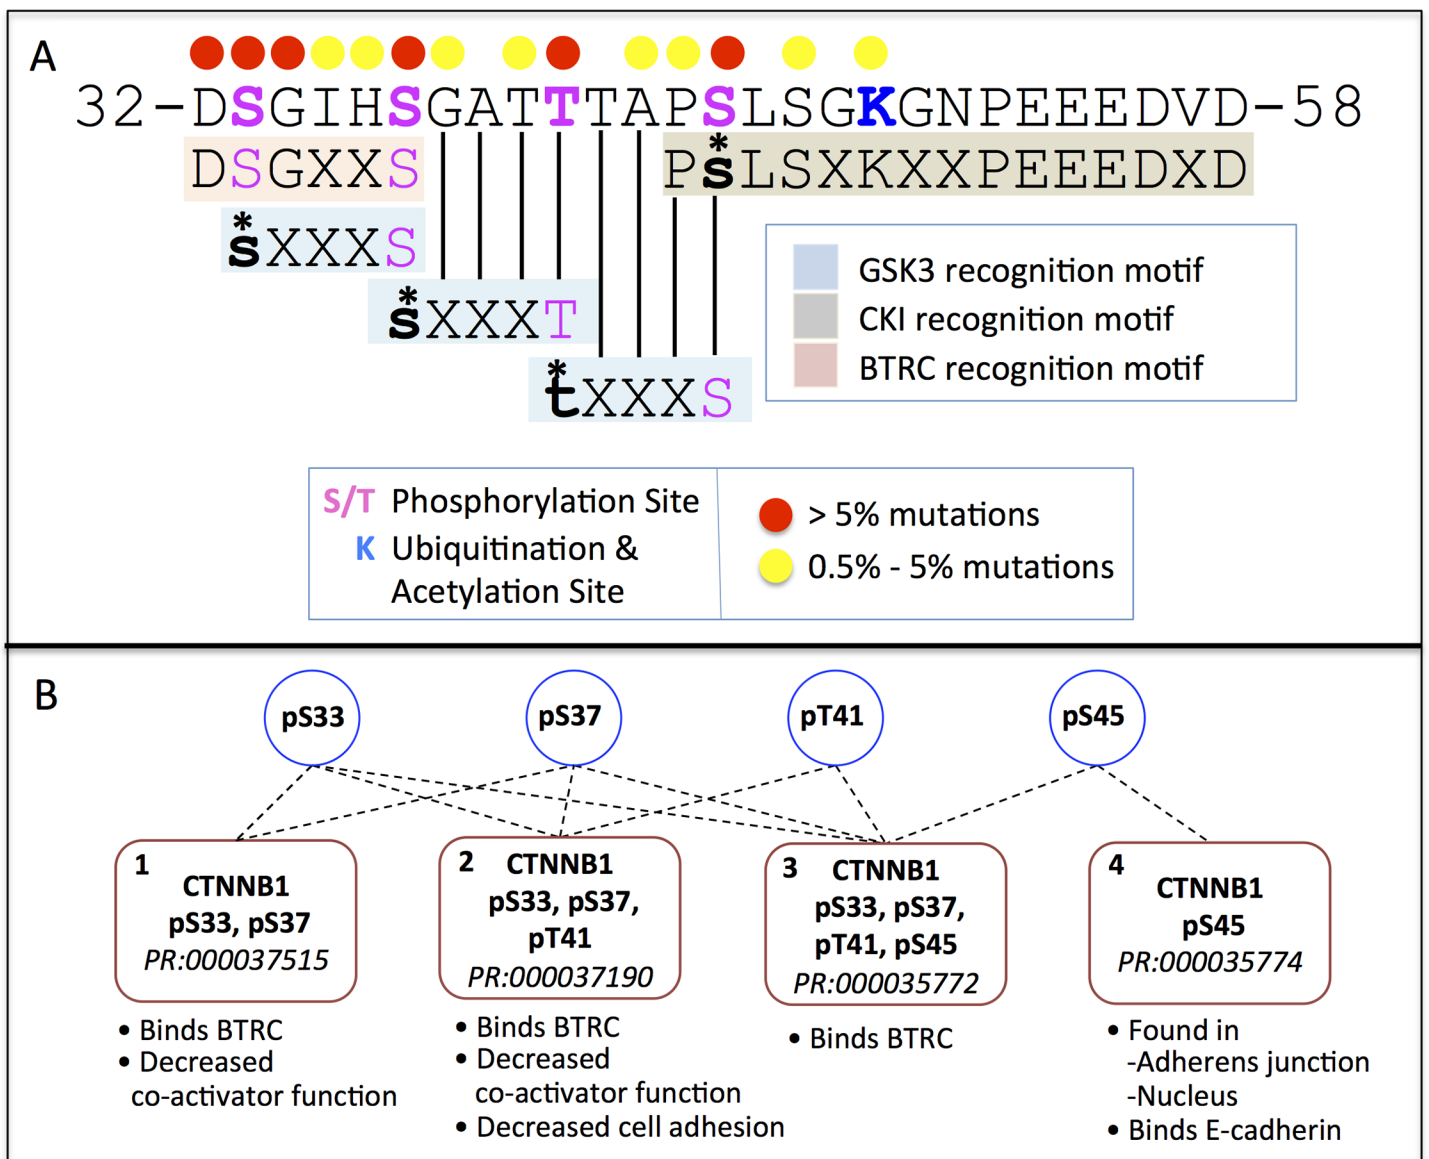 A
32-DSGIHSGATTTAPSLSGKGNPEEEDVD-58
DSGXXS
PsLSXKXXPEEEDXD
*
*
sXXXS
*
sXXXT
*
tXXXS
GSK3 recognition motif
CKI recognition motif
BTRC recognition motif
S/T Phosphorylation Site
K Ubiquitination &
Acetylation Site
> 5% mutations
0.5% - 5% mutations
B
pS33
pS37
pT41
pS45
1
CTNNB1
pS33, pS37
PR:000037515
• Binds BTRC
• Decreased
co-activator function
2
CTNNB1
pS33, pS37,
pT41
PR:000037190
• Binds BTRC
• Decreased
co-activator function
• Decreased cell adhesion
3
CTNNB1
pS33, pS37,
pT41, pS45
PR:000035772
• Binds BTRC
4
CTNNB1
pS45
PR:000035774
• Found in
-Adherens junction
-Nucleus
• Binds E-cadherin